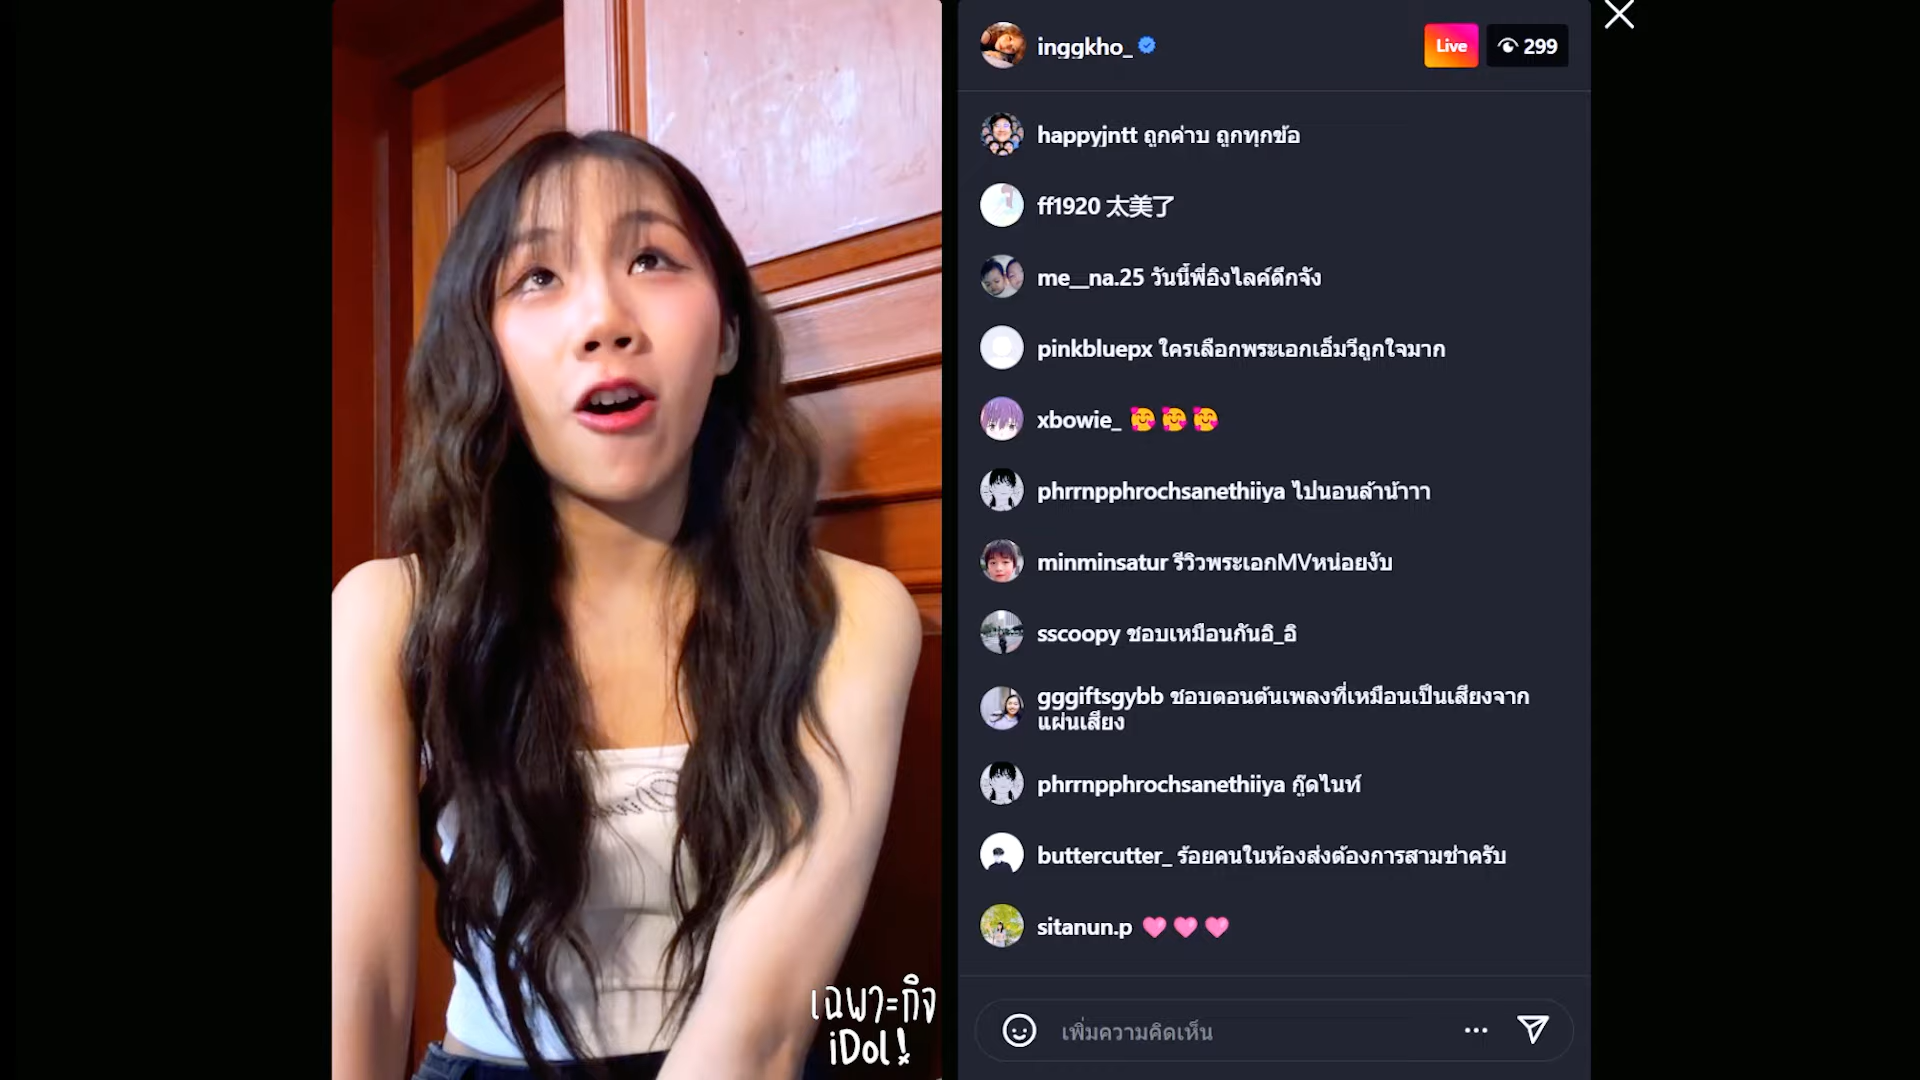 inggkho_
Live
299
happyjntt ถูกค่าบ ถูกทุกข้อ
ff1920 太美了
me__na.25 วันนี้พี่อิงไลค์ดึกจัง
pinkbluepx ใครเลือกพระเอกเอ็มวีถูกใจมาก
xbowie_ 🥰🥰🥰
phrrnpphrochsanethiiya ไปนอนล้าน้าาา
minminsatur รีวิวพระเอกMVหน่อยงับ
sscoopy ชอบเหมือนกันอิ_อิ
gggiftsgybb ชอบตอนต้นเพลงที่เหมือนเป็นเสียงจาก
แผ่นเสียง
phrrnpphrochsanethiiya กู๊ดไนท์
buttercutter_ ร้อยคนในห้องส่งต้องการสามช่าครับ
sitanun.p 🩷🩷🩷
เพิ่มความคิดเห็น
เฉพาะกิจ
iDol!